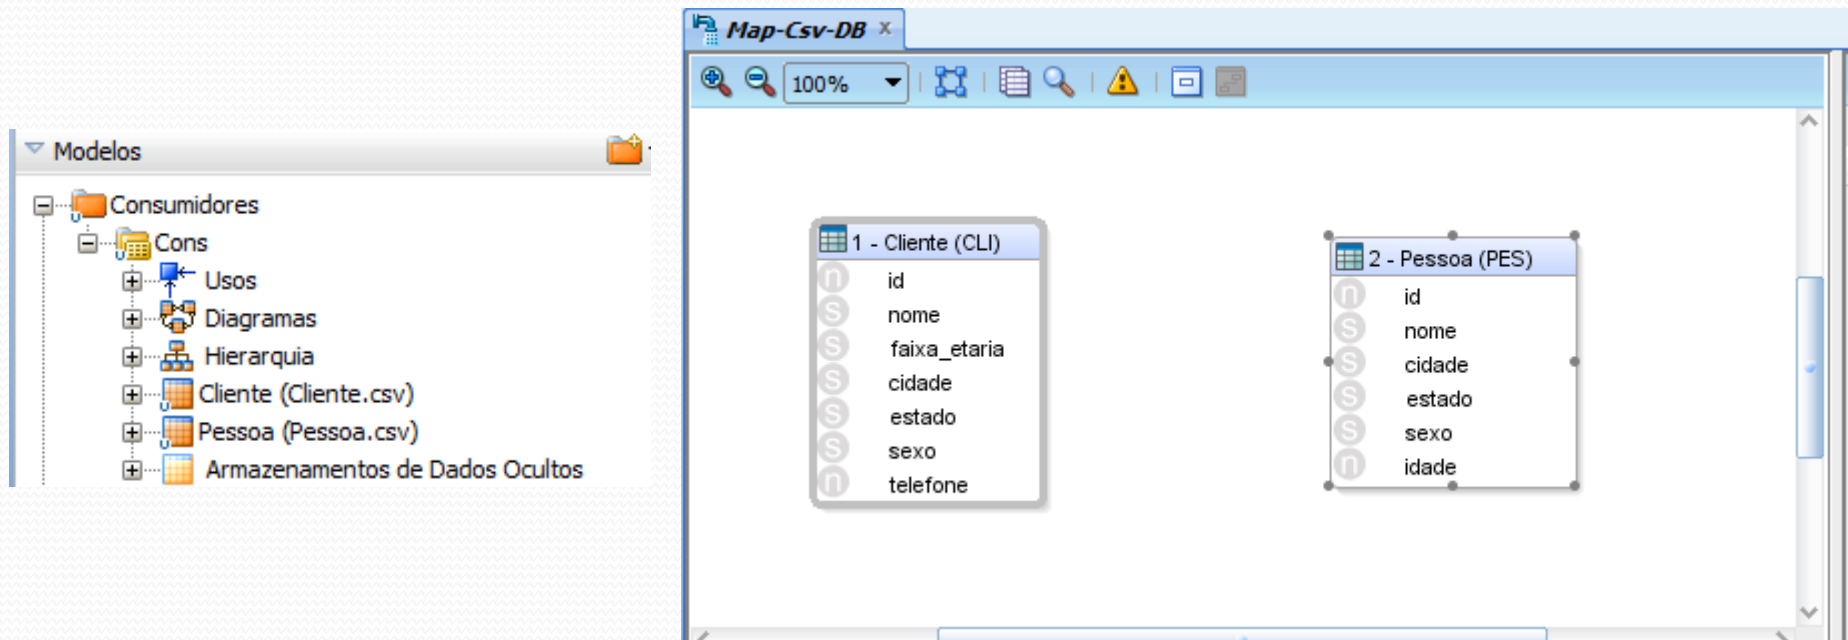 Modelos
Consumidores
Cons
Usos
Diagramas
Hierarquia
Cliente (Cliente.csv)
Pessoa (Pessoa.csv)
Armazenamentos de Dados Ocultos
Map-Csv-DB x
100%
1 - Cliente (CLI)
n id
s nome
s faixa_etaria
s cidade
s estado
s sexo
n telefone
2 - Pessoa (PES)
n id
s nome
s cidade
s estado
s sexo
n idade